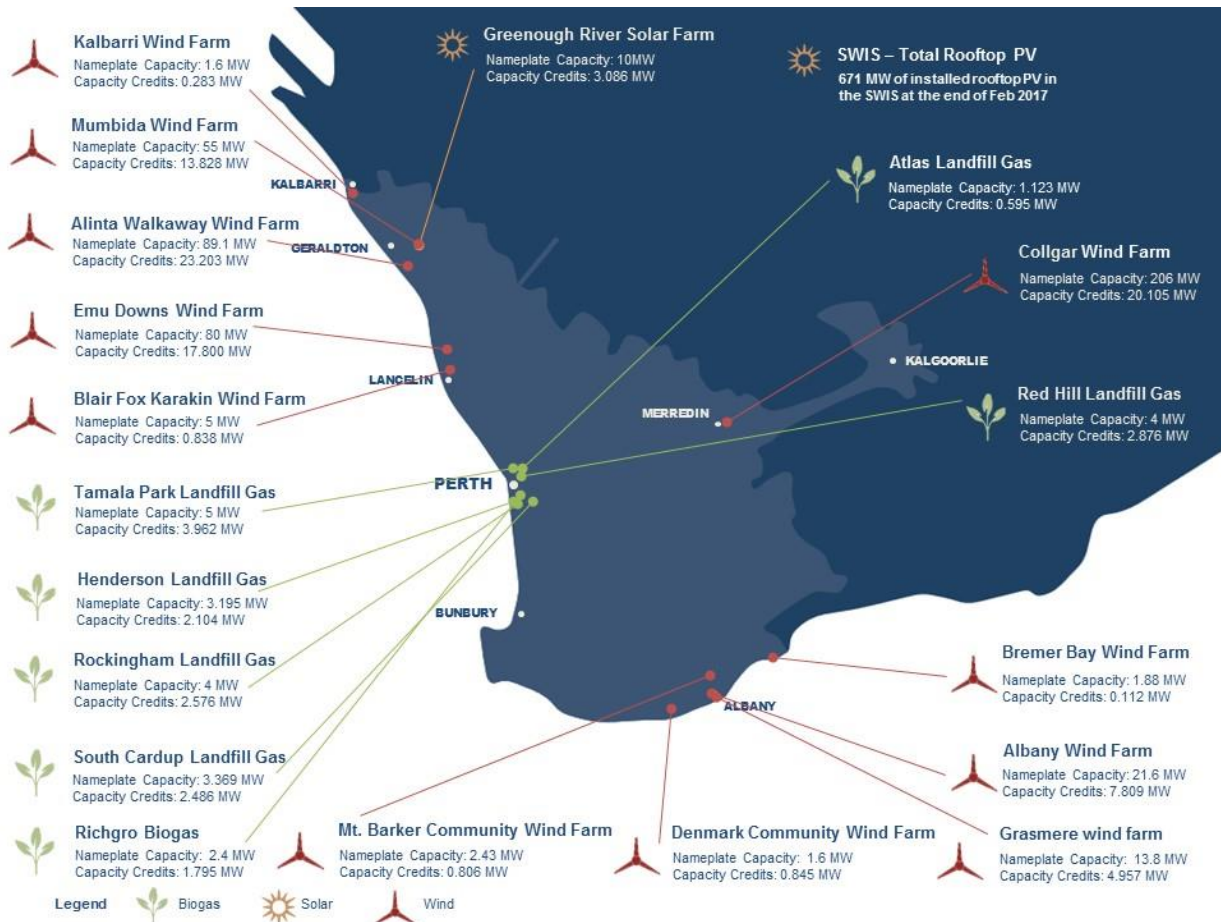 Kalbarri Wind Farm
Nameplate Capacity: 1.6 MW
Capacity Credits: 0.283 MW
Mumbida Wind Farm
Nameplate Capacity: 55 MW
Capacity Credits: 13.828 MW
Alinta Walkaway Wind Farm
Nameplate Capacity: 89.1 MW
Capacity Credits: 23.203 MW
Emu Downs Wind Farm
Nameplate Capacity: 80 MW
Capacity Credits: 17.800 MW
Blair Fox Karakin Wind Farm
Nameplate Capacity: 5 MW
Capacity Credits: 0.838 MW
Tamala Park Landfill Gas
Nameplate Capacity: 5 MW
Capacity Credits: 3.962 MW
Henderson Landfill Gas
Nameplate Capacity: 3.195 MW
Capacity Credits: 2.104 MW
Rockingham Landfill Gas
Nameplate Capacity: 4 MW
Capacity Credits: 2.576 MW
South Cardup Landfill Gas
Nameplate Capacity: 3.369 MW
Capacity Credits: 2.486 MW
Richgro Biogas
Nameplate Capacity: 2.4 MW
Capacity Credits: 1.795 MW
Greenough River Solar Farm
Nameplate Capacity: 10MW
Capacity Credits: 3.086 MW
SWIS – Total Rooftop PV
671 MW of installed rooftop PV in
the SWIS at the end of Feb 2017
Atlas Landfill Gas
Nameplate Capacity: 1.123 MW
Capacity Credits: 0.595 MW
Collgar Wind Farm
Nameplate Capacity: 206 MW
Capacity Credits: 20.105 MW
Red Hill Landfill Gas
Nameplate Capacity: 4 MW
Capacity Credits: 2.876 MW
KALBARRI
GERALDTON
LANCELIN
KALGOORLIE
MERREDIN
PERTH
BUNBURY
ALBANY
Bremer Bay Wind Farm
Nameplate Capacity: 1.88 MW
Capacity Credits: 0.112 MW
Albany Wind Farm
Nameplate Capacity: 21.6 MW
Capacity Credits: 7.809 MW
Mt. Barker Community Wind Farm
Nameplate Capacity: 2.43 MW
Capacity Credits: 0.806 MW
Denmark Community Wind Farm
Nameplate Capacity: 1.6 MW
Capacity Credits: 0.845 MW
Grasmere wind farm
Nameplate Capacity: 13.8 MW
Capacity Credits: 4.957 MW
Legend
Biogas
Solar
Wind